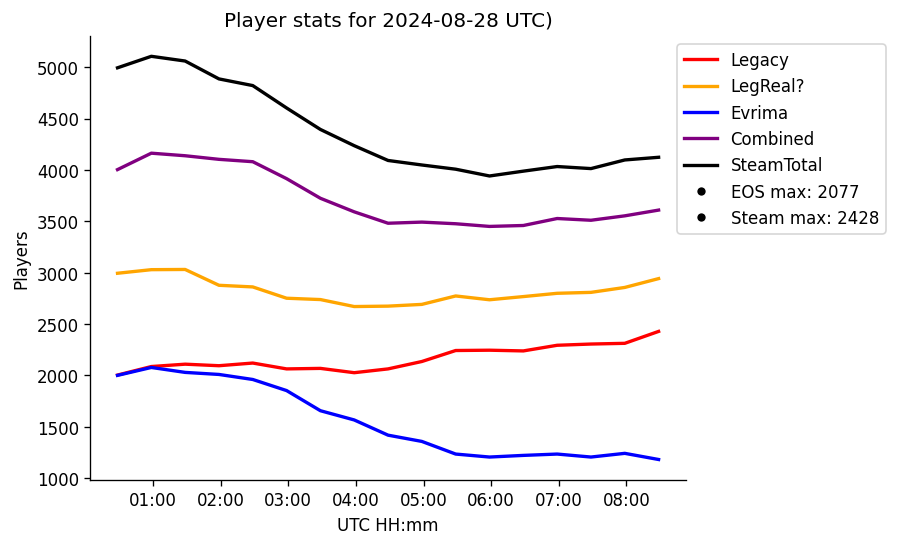 Player stats for 2024-08-28 UTC)
Legacy
LegReal?
Evrima
Combined
SteamTotal
EOS max: 2077
Steam max: 2428
Players
5000
4500
4000
3500
3000
2500
2000
1500
1000
01:00 02:00 03:00 04:00 05:00 06:00 07:00 08:00
UTC HH:mm